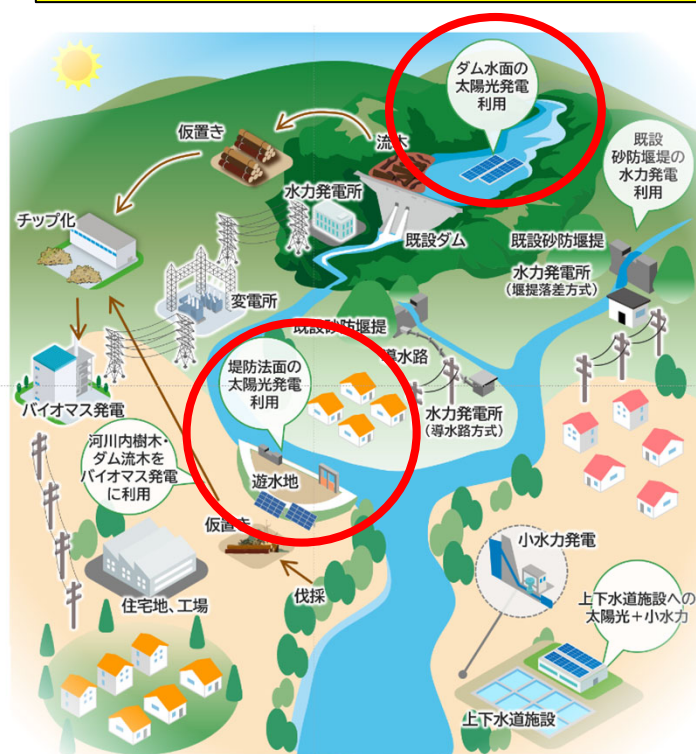 ダム水面の
太陽光発電
利用
仮置き
流木
既設
砂防堰堤の
水力発電
利用
水力発電所
チップ化
既設ダム
既設砂防堰堤
水力発電所
(堰堤落差方式)
変電所
既設砂防堰堤
導水路
堤防法面の
太陽光発電
利用
バイオマス発電
水力発電所
(導水路方式)
河川内樹木・
ダム流木を
バイオマス発電
に利用
遊水地
仮置き
小水力発電
伐採
住宅地、工場
上下水道施設への
太陽光+小水力
上下水道施設